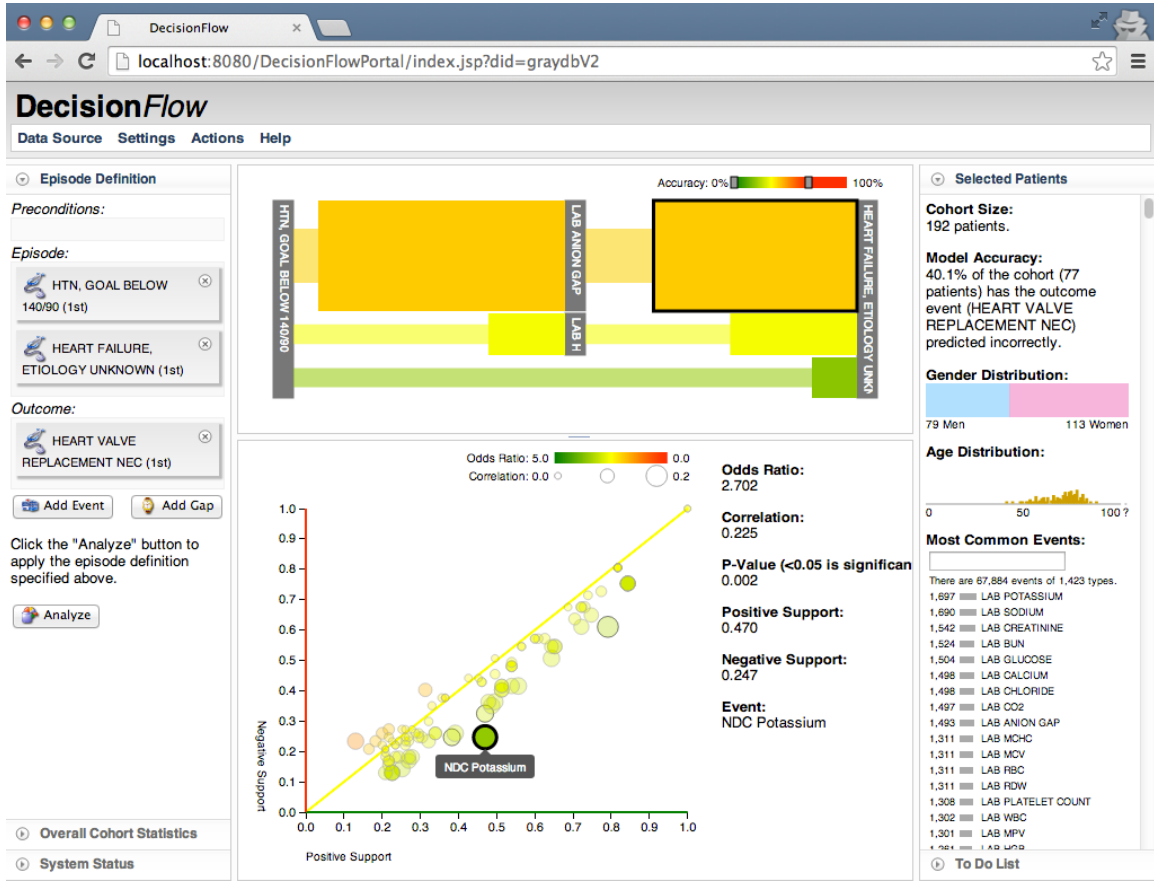 DecisionFlow
localhost:8080/DecisionFlowPortal/index.jsp?did=graydbV2
DecisionFlow
Data Source Settings Actions Help
Episode Definition
Preconditions:
Episode:
HTN, GOAL BELOW
140/90 (1st)
HEART FAILURE,
ETIOLOGY UNKNOWN (1st)
Outcome:
HEART VALVE
REPLACEMENT NEC (1st)
Add Event
Add Gap
Click the "Analyze" button to
apply the episode definition
specified above.
Analyze
Overall Cohort Statistics
System Status
Accuracy: 0%
100%
HTN, GOAL BELOW 140/90
LAB ANION GAP
LAB H
HEART FAILURE, ETIOLOGY UNK
Odds Ratio: 5.0
0.0
Correlation: 0.0
0.2
1.0
0.9
0.8
0.7
0.6
0.5
0.4
0.3
0.2
0.1
0.0
Negative Support
NDC Potassium
0.0 0.1 0.2 0.3 0.4 0.5 0.6 0.7 0.8 0.9 1.0
Positive Support
Odds Ratio:
2.702
Correlation:
0.225
P-Value (<0.05 is significan
0.002
Positive Support:
0.470
Negative Support:
0.247
Event:
NDC Potassium
Selected Patients
Cohort Size:
192 patients.
Model Accuracy:
40.1% of the cohort (77
patients) has the outcome
event (HEART VALVE
REPLACEMENT NEC)
predicted incorrectly.
Gender Distribution:
79 Men
113 Women
Age Distribution:
0 50 100 ?
Most Common Events:
There are 67,884 events of 1,423 types.
1,697 LAB POTASSIUM
1,690 LAB SODIUM
1,542 LAB CREATININE
1,524 LAB BUN
1,504 LAB GLUCOSE
1,498 LAB CALCIUM
1,498 LAB CHLORIDE
1,497 LAB CO2
1,493 LAB ANION GAP
1,311 LAB MCHC
1,311 LAB MCV
1,311 LAB RBC
1,311 LAB RDW
1,308 LAB PLATELET COUNT
1,302 LAB WBC
1,301 LAB MPV
1,261 LAB HGB
To Do List